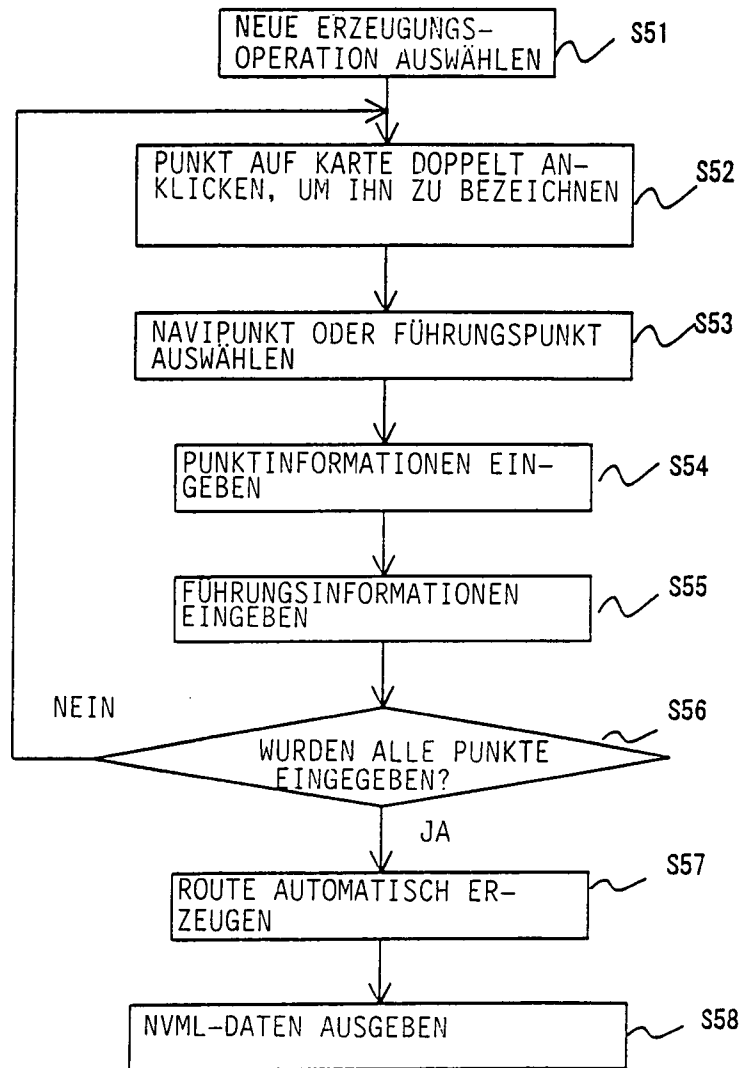 NEUE ERZEUGUNGS-
OPERATION AUSWÄHLEN
S51
PUNKT AUF KARTE DOPPELT AN-
KLICKEN, UM IHN ZU BEZEICHNEN
S52
NAVIPUNKT ODER FÜHRUNGSPUNKT
AUSWÄHLEN
S53
PUNKTINFORMATIONEN EIN-
GEBEN
S54
FÜHRUNGSINFORMATIONEN
EINGEBEN
S55
NEIN
S56
WURDEN ALLE PUNKTE
EINGEGEBEN?
JA
ROUTE AUTOMATISCH ER-
ZEUGEN
S57
NVML-DATEN AUSGEBEN
S58